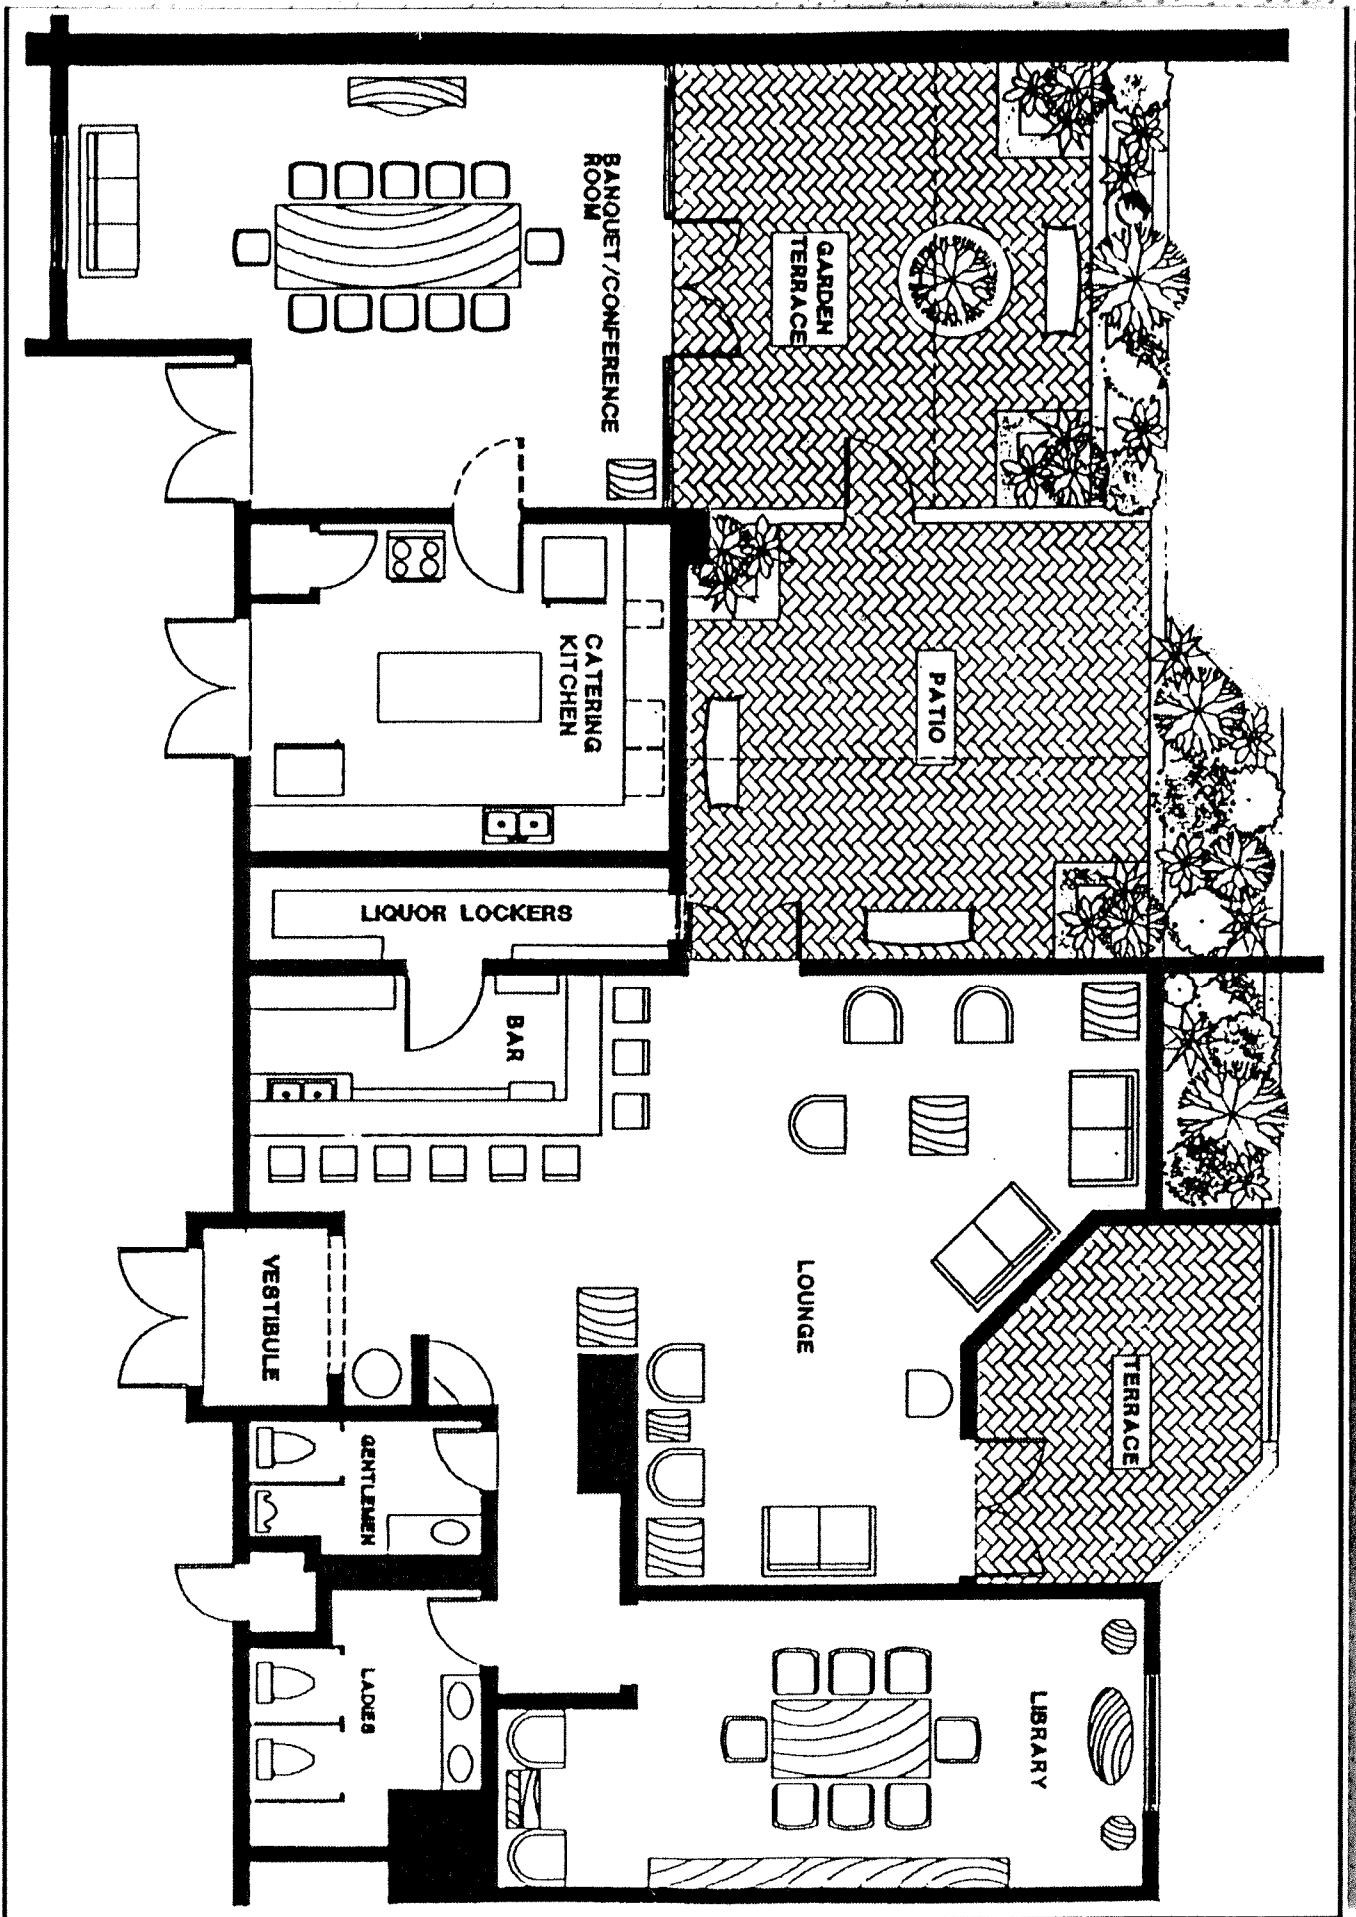 BANQUET/CONFERENCE
ROOM
GARDEN
TERRACE
CATERING
KITCHEN
PATIO
LIQUOR LOCKERS
BAR
LOUNGE
VESTIBULE
TERRACE
GENTLEMEN
LADIES
LIBRARY